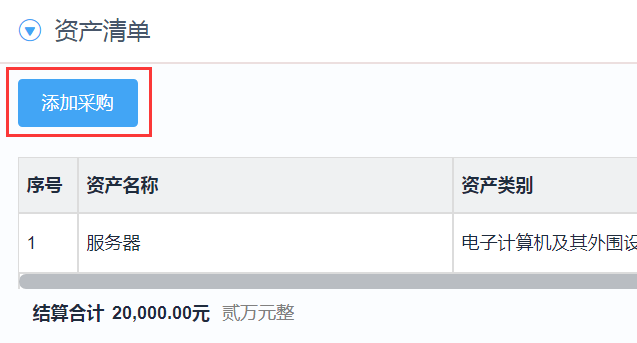 资产清单
添加采购
序号 资产名称 资产类别
1 服务器 电子计算机及其外围设
结算合计 20,000.00元 贰万元整